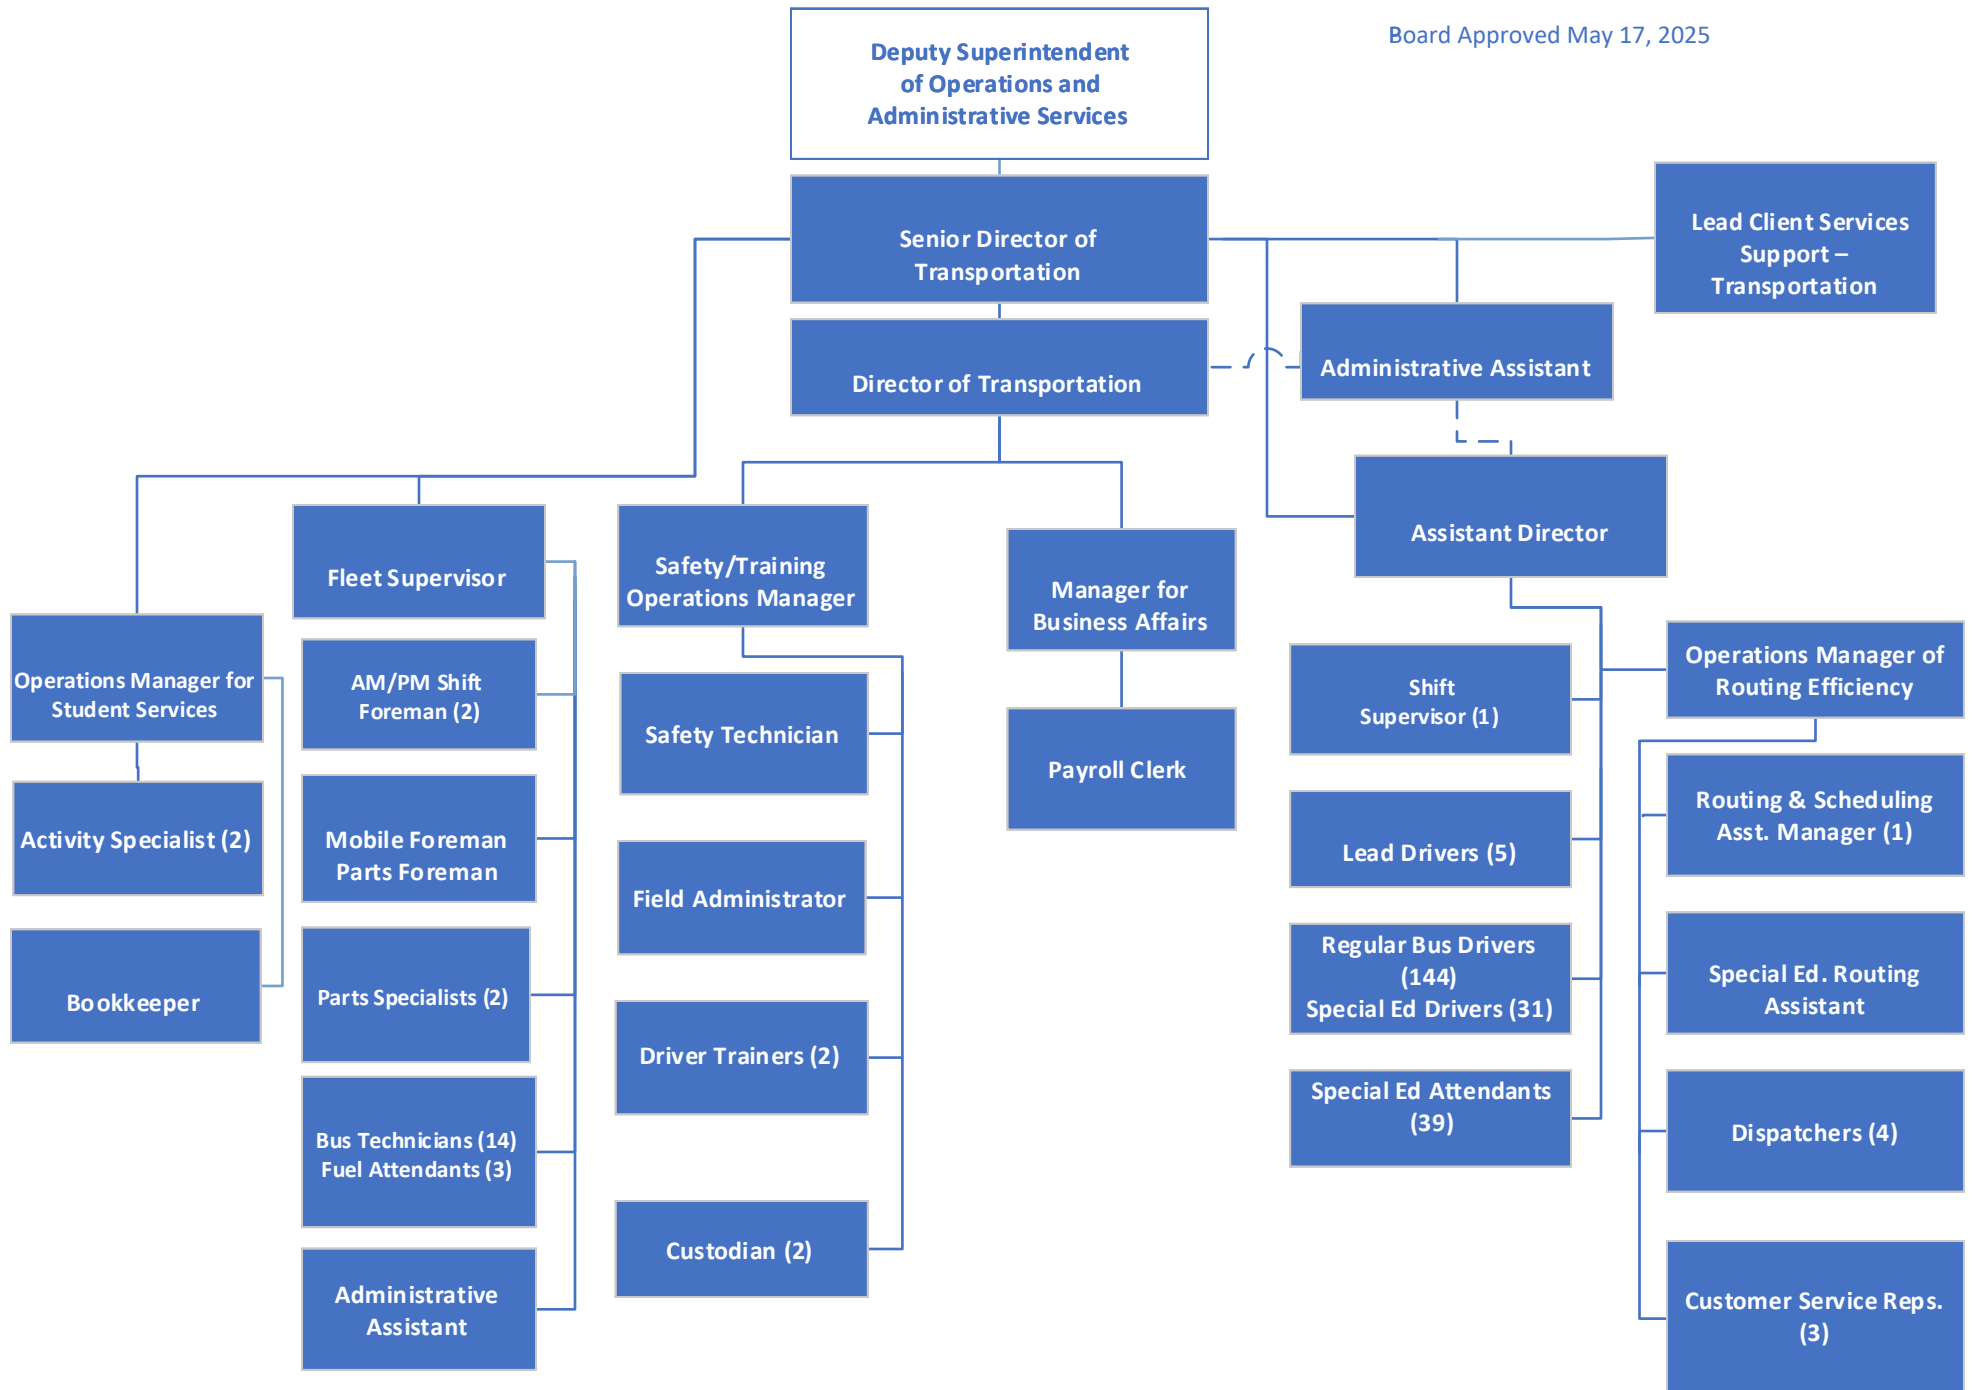 Board Approved May 17, 2025
Deputy Superintendent
of Operations and
Administrative Services
Senior Director of
Transportation
Lead Client Services
Support –
Transportation
Director of Transportation
Administrative Assistant
Assistant Director
Fleet Supervisor
Safety/Training
Operations Manager
Manager for
Business Affairs
Operations Manager for
Student Services
Activity Specialist (2)
Bookkeeper
AM/PM Shift
Foreman (2)
Mobile Foreman
Parts Foreman
Parts Specialists (2)
Bus Technicians (14)
Fuel Attendants (3)
Administrative
Assistant
Safety Technician
Field Administrator
Driver Trainers (2)
Custodian (2)
Payroll Clerk
Shift
Supervisor (1)
Lead Drivers (5)
Regular Bus Drivers
(144)
Special Ed Drivers (31)
Special Ed Attendants
(39)
Operations Manager of
Routing Efficiency
Routing & Scheduling
Asst. Manager (1)
Special Ed. Routing
Assistant
Dispatchers (4)
Customer Service Reps.
(3)